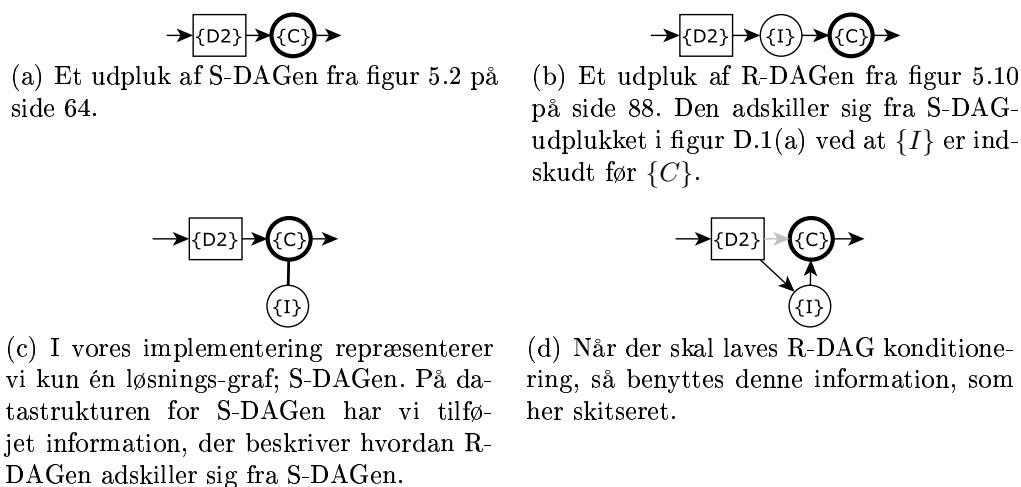 {D2} {C}
(a) Et udpluk af S-DAGen fra figur 5.2 på
side 64.
{D2} {I} {C}
(b) Et udpluk af R-DAGen fra figur 5.10
på side 88. Den adskiller sig fra S-DAG-
udplukket i figur D.1(a) ved at {I} er ind-
skudt før {C}.
{D2} {C}
{I}
(c) I vores implementering repræsenterer
vi kun én løsnings-graf; S-DAGen. På da-
tastrukturen for S-DAGen har vi tilfø-
jet information, der beskriver hvordan R-
DAGen adskiller sig fra S-DAGen.
{D2} {C}
{I}
(d) Når der skal laves R-DAG konditione-
ring, så benyttes denne information, som
her skitseret.